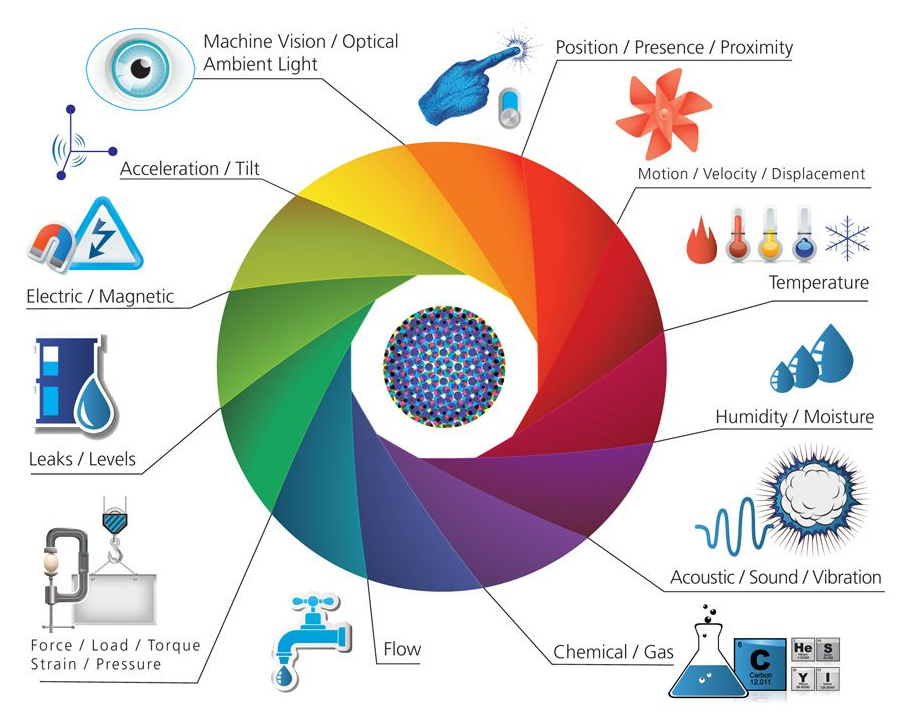 Machine Vision / Optical
Ambient Light
Position / Presence / Proximity
Acceleration / Tilt
Motion / Velocity / Displacement
Electric / Magnetic
Temperature
Leaks / Levels
Humidity / Moisture
Acoustic / Sound / Vibration
Force / Load / Torque
Strain / Pressure
Flow
Chemical / Gas
6
C
Carbon
12.011
He
S
Y
I